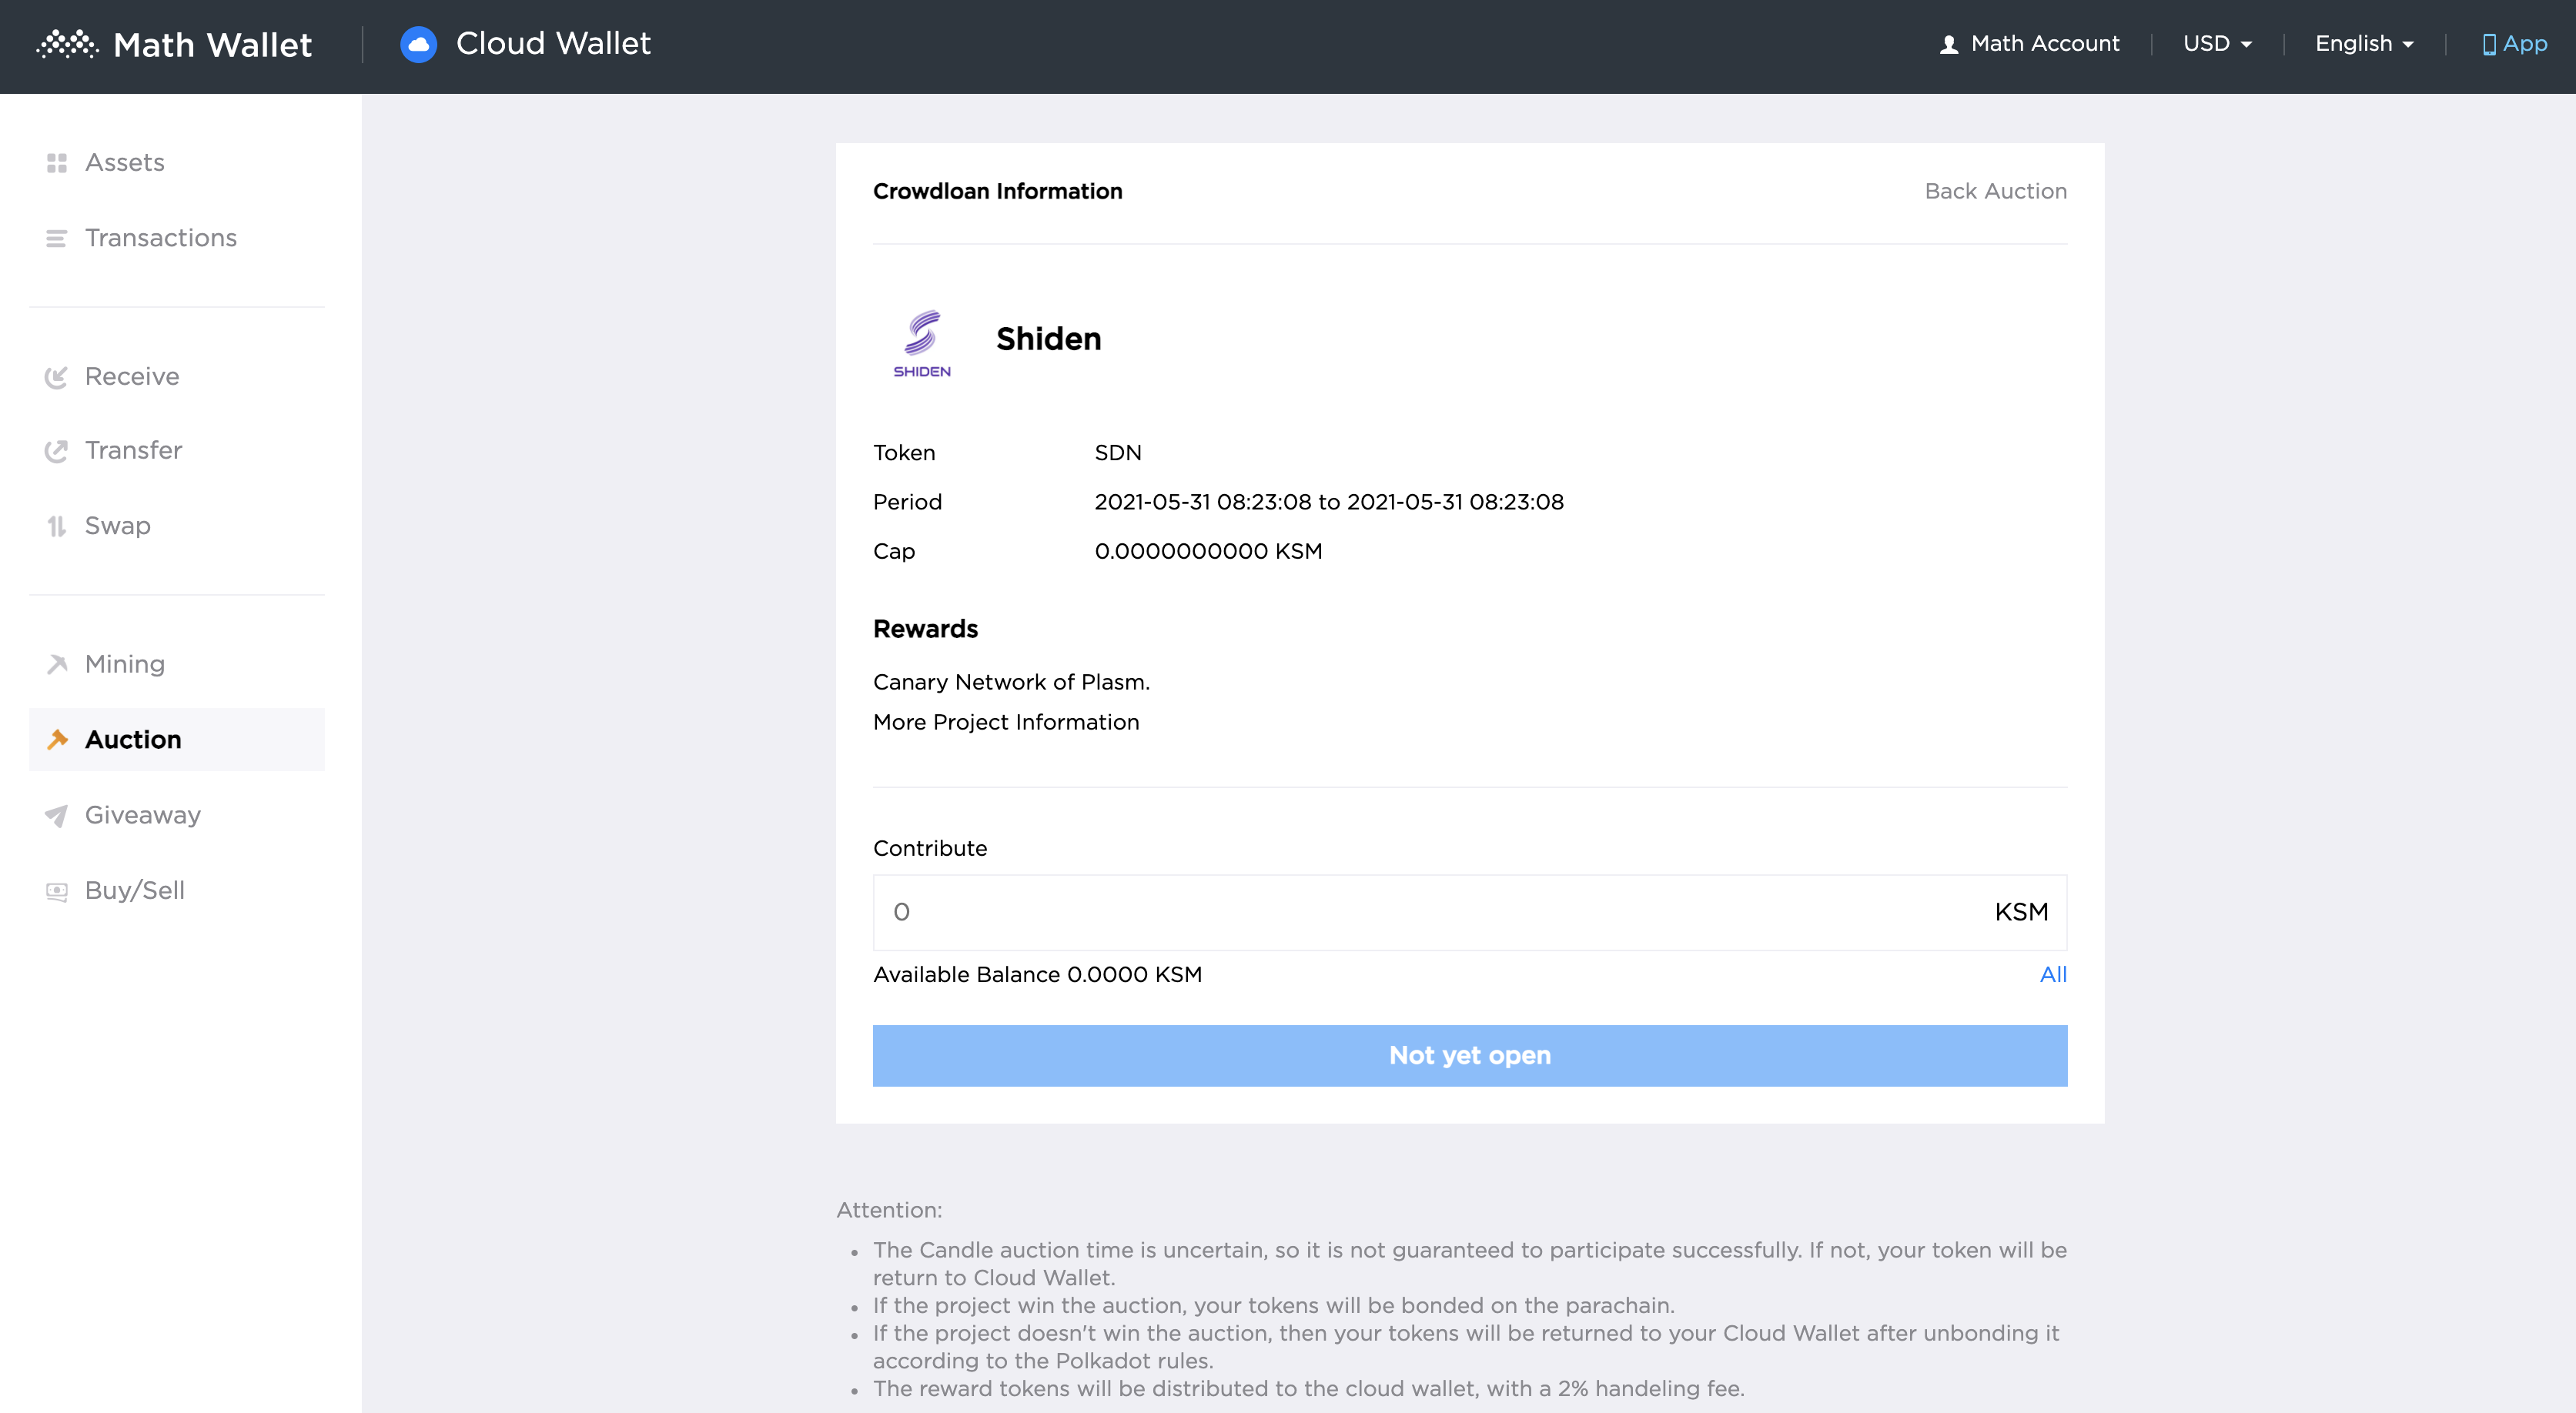 Math Wallet
Cloud Wallet
Math Account
USD
English
App
Assets
Transactions
Receive
Transfer
Swap
Mining
Auction
Giveaway
Buy/Sell
Crowdloan Information
Back Auction
SHIDEN
Shiden
Token SDN
Period 2021-05-31 08:23:08 to 2021-05-31 08:23:08
Cap 0.0000000000 KSM
Rewards
Canary Network of Plasm.
More Project Information
Contribute
0 KSM
Available Balance 0.0000 KSM All
Not yet open
Attention:
• The Candle auction time is uncertain, so it is not guaranteed to participate successfully. If not, your token will be
return to Cloud Wallet.
• If the project win the auction, your tokens will be bonded on the parachain.
• If the project doesn't win the auction, then your tokens will be returned to your Cloud Wallet after unbonding it
according to the Polkadot rules.
• The reward tokens will be distributed to the cloud wallet, with a 2% handeling fee.